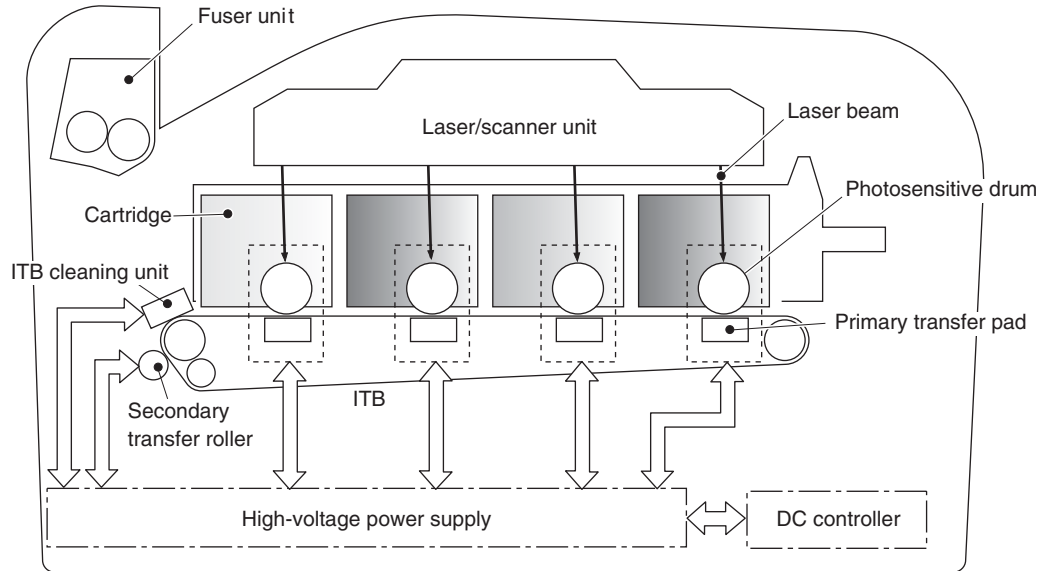 Fuser unit
Laser/scanner unit
Laser beam
Photosensitive drum
Cartridge
ITB cleaning unit
Primary transfer pad
ITB
Secondary
transfer roller
High-voltage power supply
DC controller